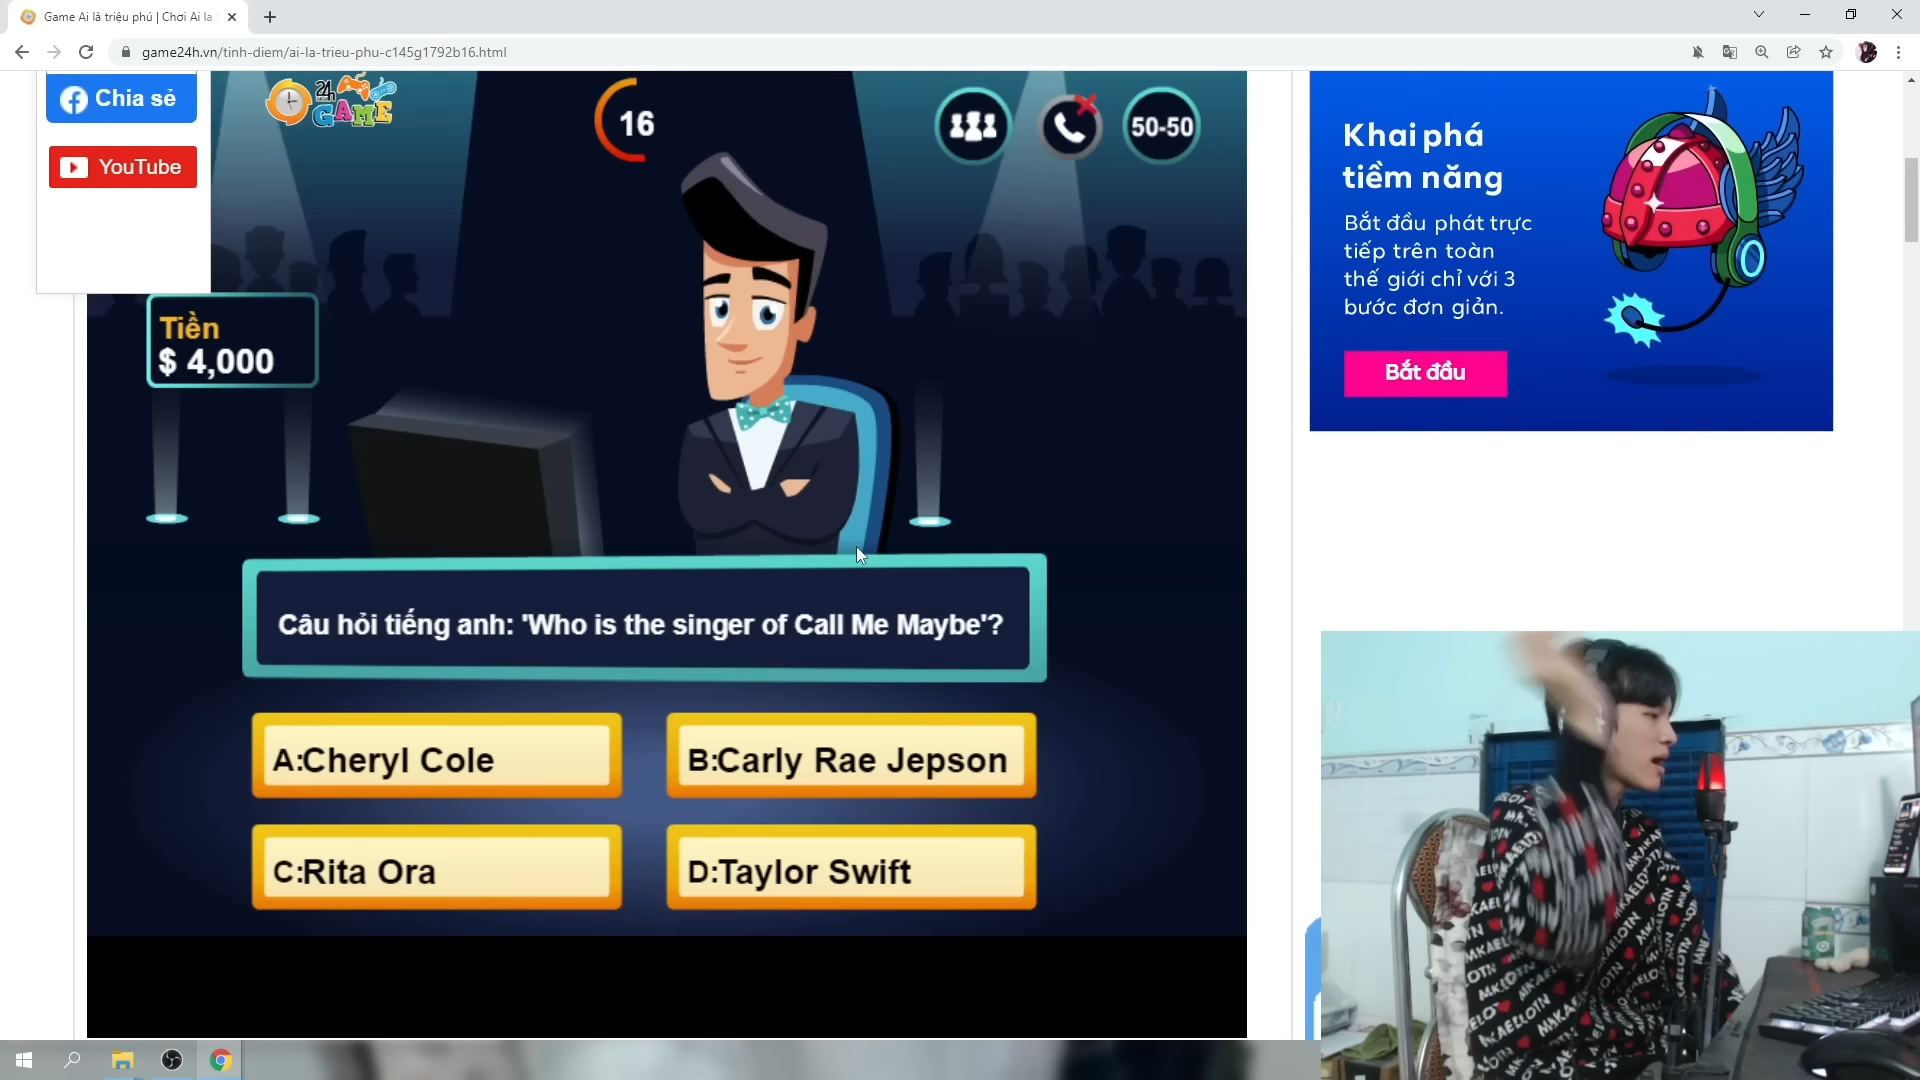 Game Ai là triệu phú | Chơi Ai la
game24h.vn/tinh-diem/ai-la-trieu-phu-c145g1792b16.html
Chia sẻ
YouTube
24h
GAME
16
50-50
Tiền
$ 4,000
Câu hỏi tiếng anh: 'Who is the singer of Call Me Maybe'?
A:Cheryl Cole
B:Carly Rae Jepson
C:Rita Ora
D:Taylor Swift
Khai phá
tiềm năng
Bắt đầu phát trực
tiếp trên toàn
thế giới chỉ với 3
bước đơn giản.
Bắt đầu